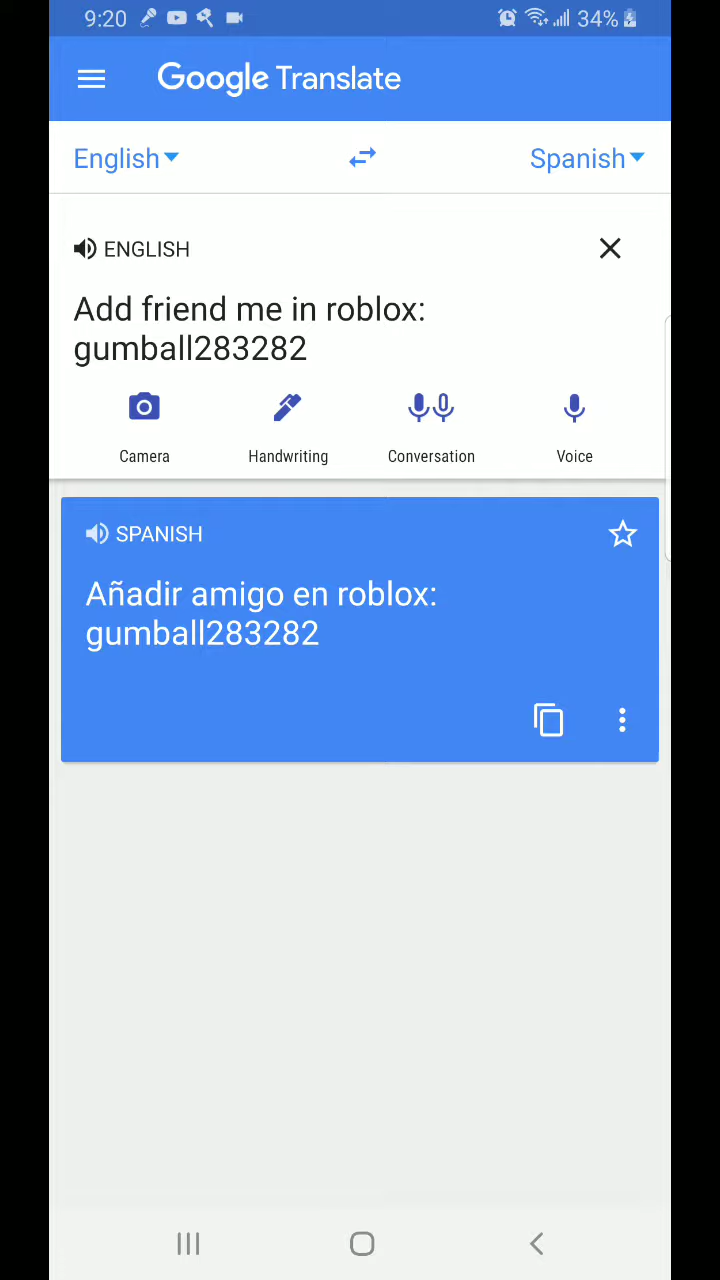 9:20 34%
Google Translate
English Spanish
ENGLISH
Add friend me in roblox:
gumball283282
Camera Handwriting Conversation Voice
SPANISH
Añadir amigo en roblox:
gumball283282